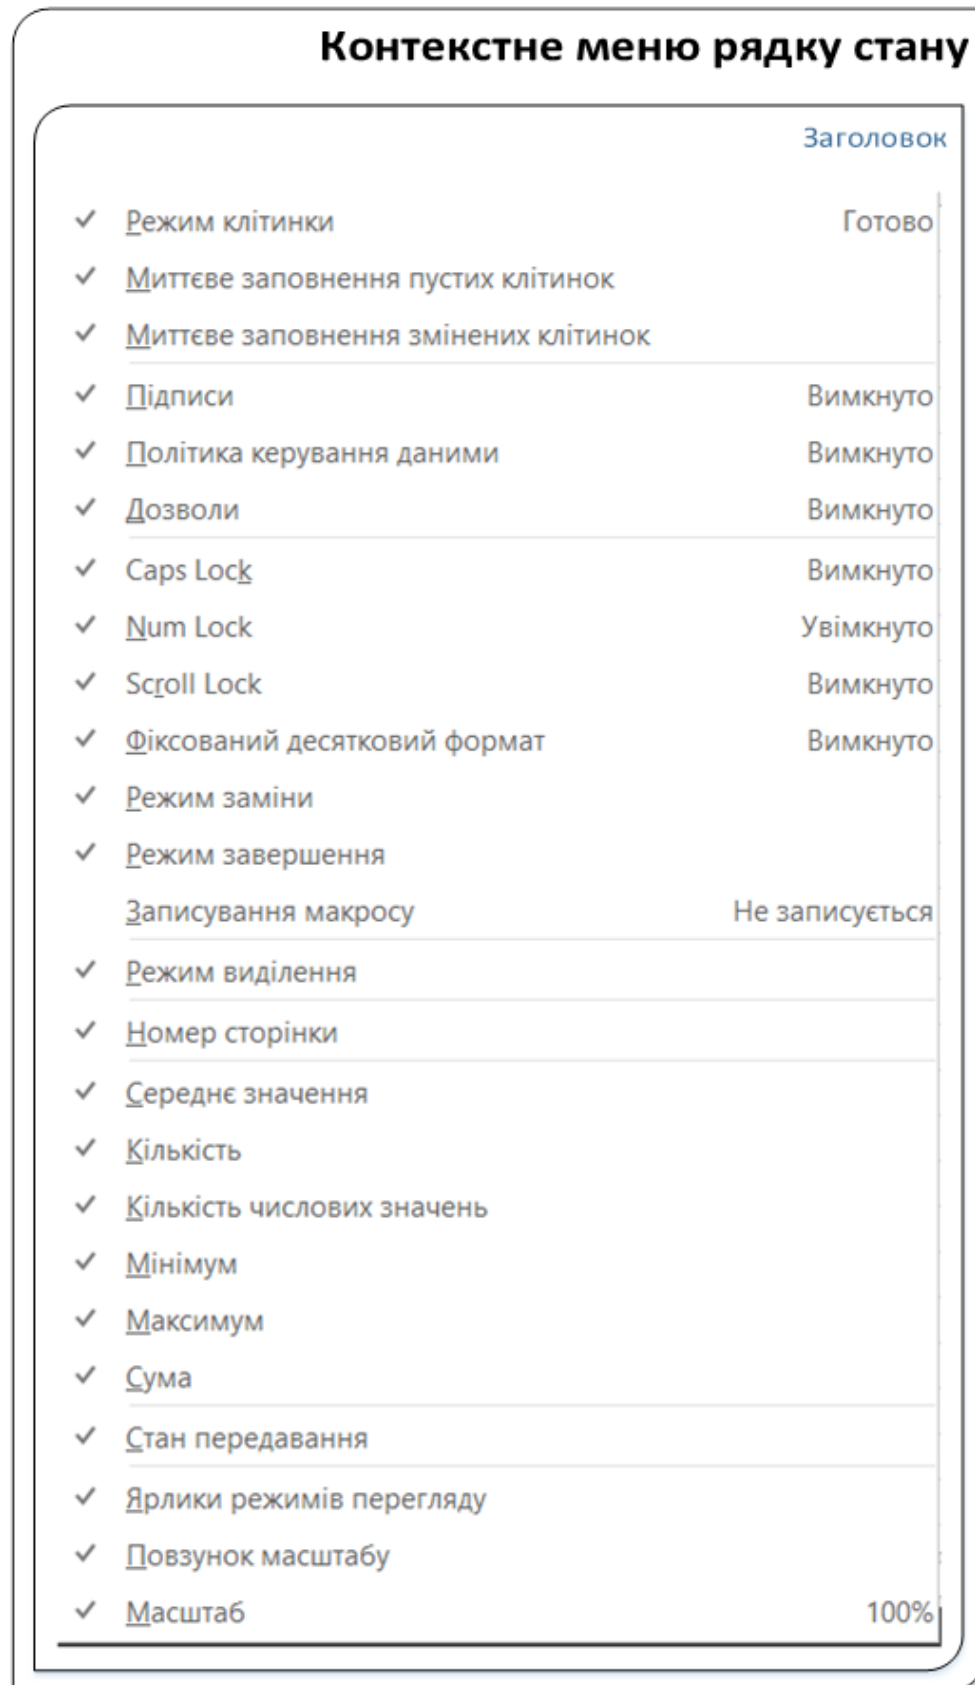 Контекстне меню рядку стану
Заголовок
Режим клітинки Готово
Миттєве заповнення пустих клітинок
Миттєве заповнення змінених клітинок
Підписи Вимкнуто
Політика керування даними Вимкнуто
Дозволи Вимкнуто
Caps Lock Вимкнуто
Num Lock Увімкнуто
Scroll Lock Вимкнуто
Фіксований десятковий формат Вимкнуто
Режим заміни
Режим завершення
Записування макросу Не записується
Режим виділення
Номер сторінки
Середнє значення
Кількість
Кількість числових значень
Мінімум
Максимум
Сума
Стан передавання
Ярлики режимів перегляду
Повзунок масштабу
Масштаб 100%